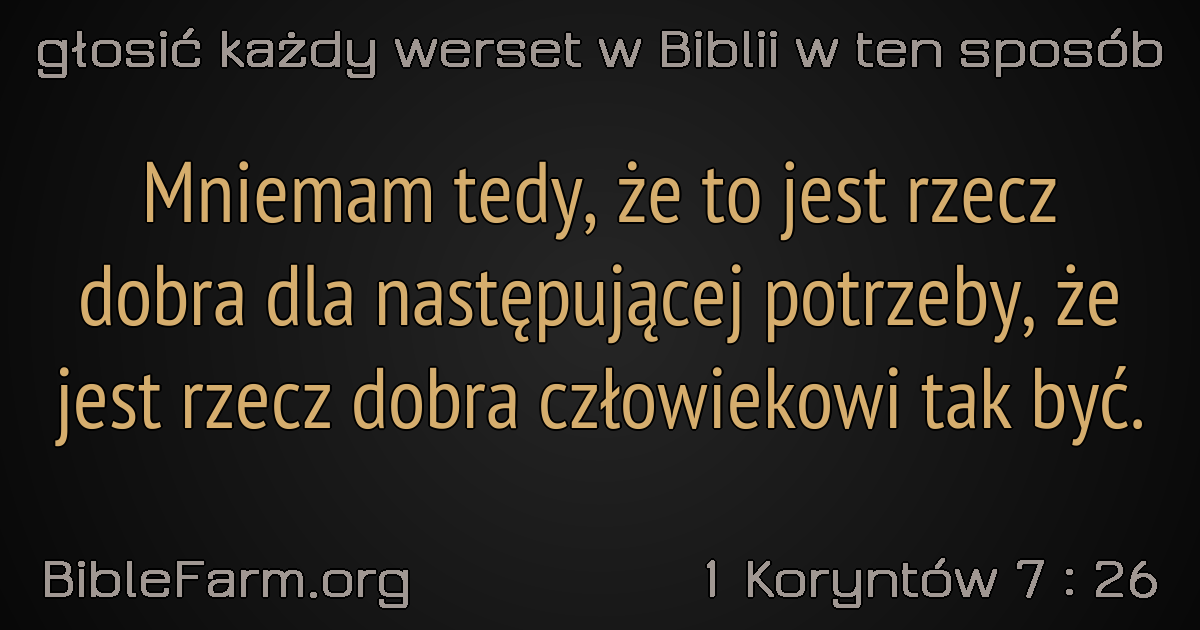 głosić każdy werset w Biblii w ten sposób
Mniemam tedy, że to jest rzecz
dobra dla następującej potrzeby, że
jest rzecz dobra człowiekowi tak być.
BibleFarm.org
1 Koryntów 7 : 26